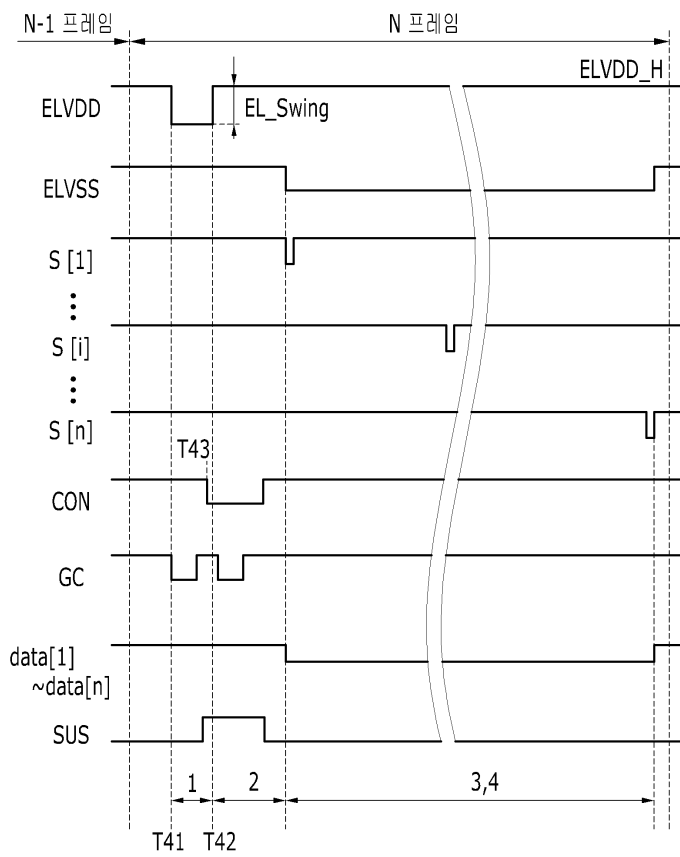 N-1 프레임
N 프레임
ELVDD_H
ELVDD
EL_Swing
ELVSS
S [1]
S [i]
S [n]
T43
CON
GC
data[1]
~data[n]
SUS
1
2
3,4
T41
T42